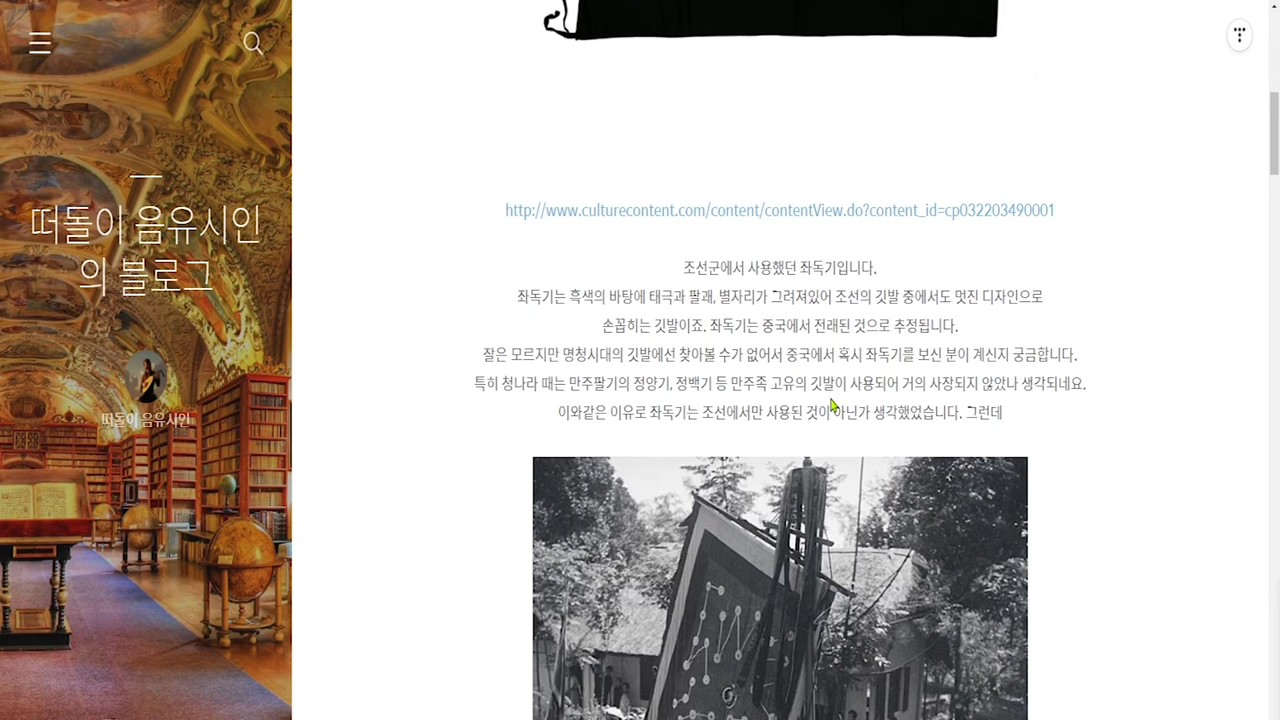 떠돌이 음유시인
의 블로그
떠돌이 음유시인
http://www.culturecontent.com/content/contentView.do?content_id=cp032203490001
조선군에서 사용했던 좌독기입니다.
좌독기는 흑색의 바탕에 태극과 팔괘, 별자리가 그려져있어 조선의 깃발 중에서도 멋진 디자인으로
손꼽히는 깃발이죠. 좌독기는 중국에서 전래된 것으로 추정됩니다.
잘은 모르지만 명청시대의 깃발에선 찾아볼 수가 없어서 중국에서 혹시 좌독기를 보신 분이 계신지 궁금합니다.
특히 청나라 때는 만주팔기의 정양기, 정백기 등 만주족 고유의 깃발이 사용되어 거의 사장되지 않았나 생각되네요.
이와같은 이유로 좌독기는 조선에서만 사용된 것이 아닌가 생각했었습니다. 그런데